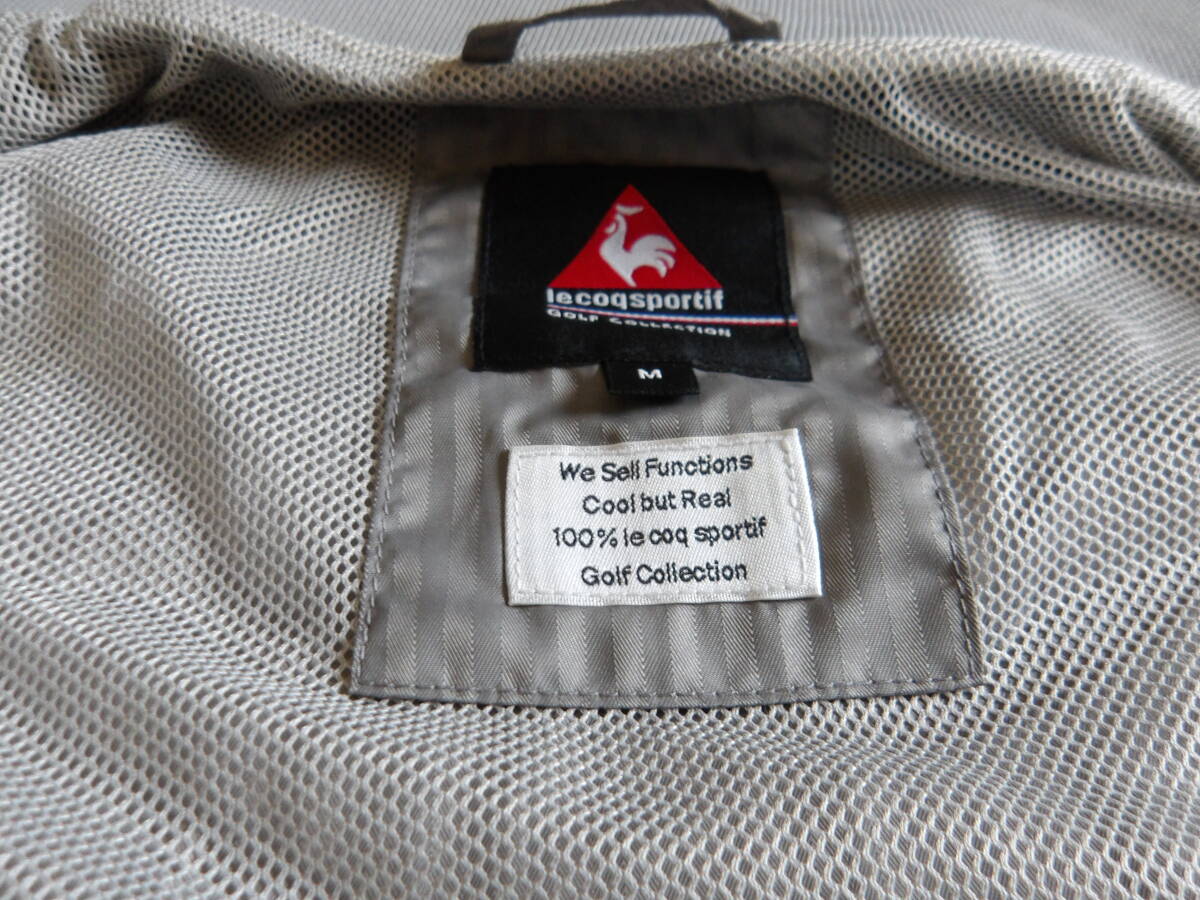 lecoqsportif
GOLF COLLECTION
M
We Sell Functions
Cool but Real
100% le coq sportif
Golf Collection